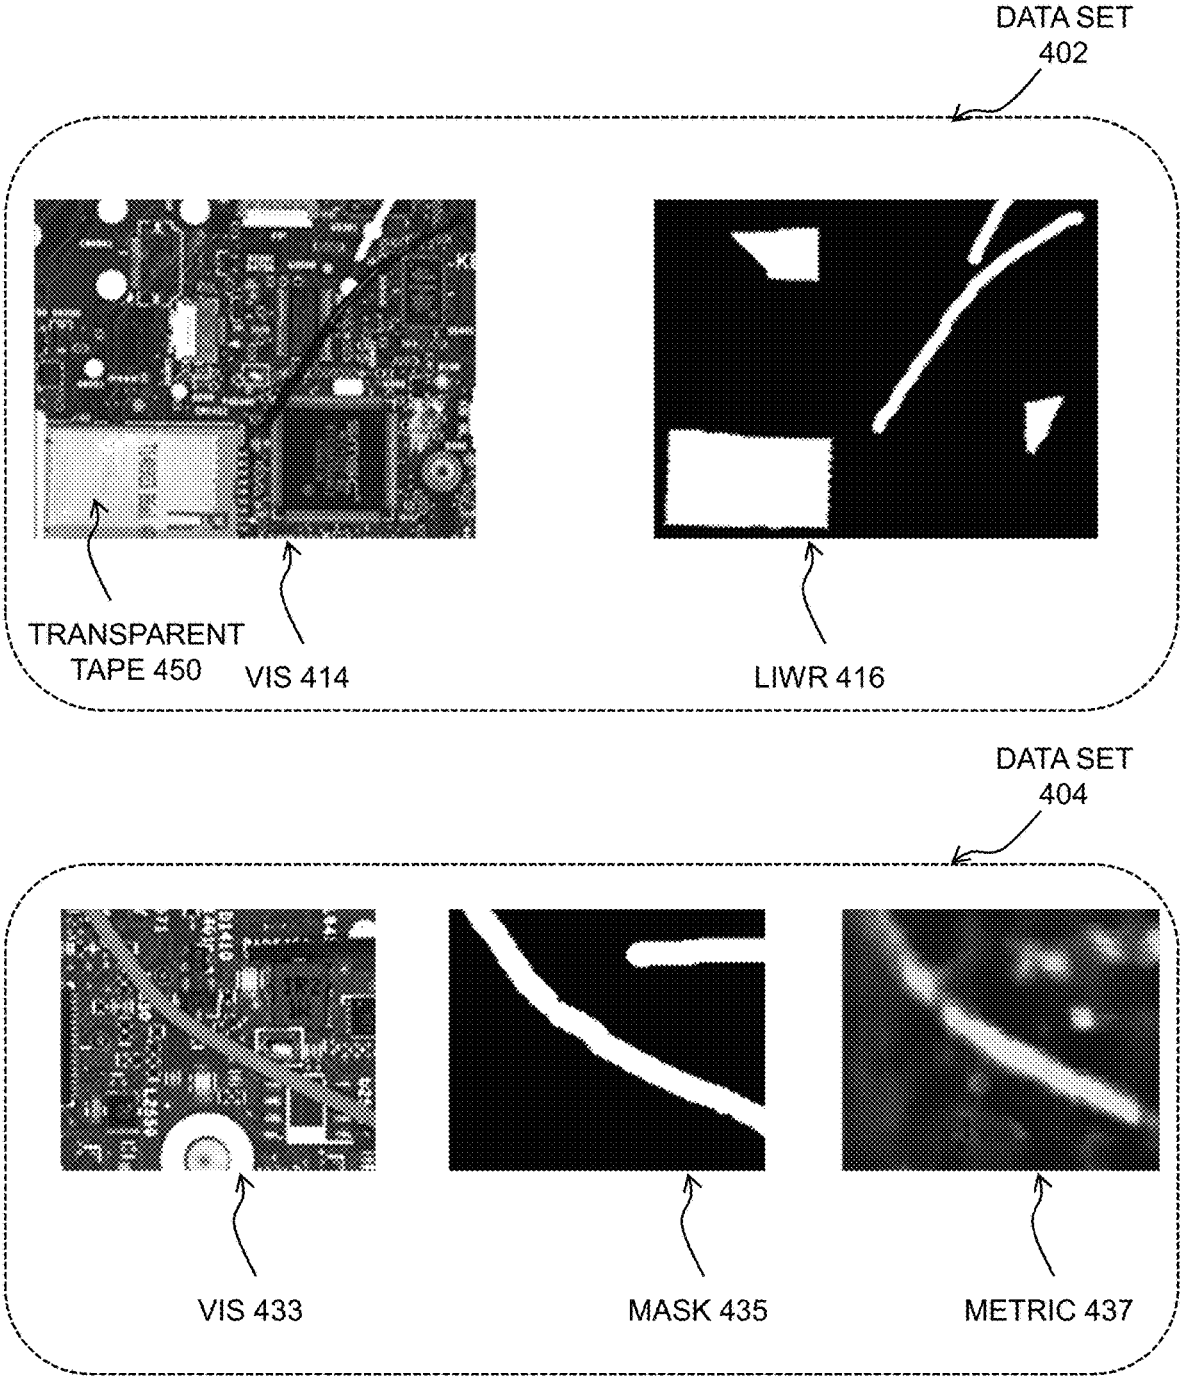 DATA SET
402
TRANSPARENT
TAPE 450
VIS 414
LIWR 416
DATA SET
404
VIS 433
MASK 435
METRIC 437